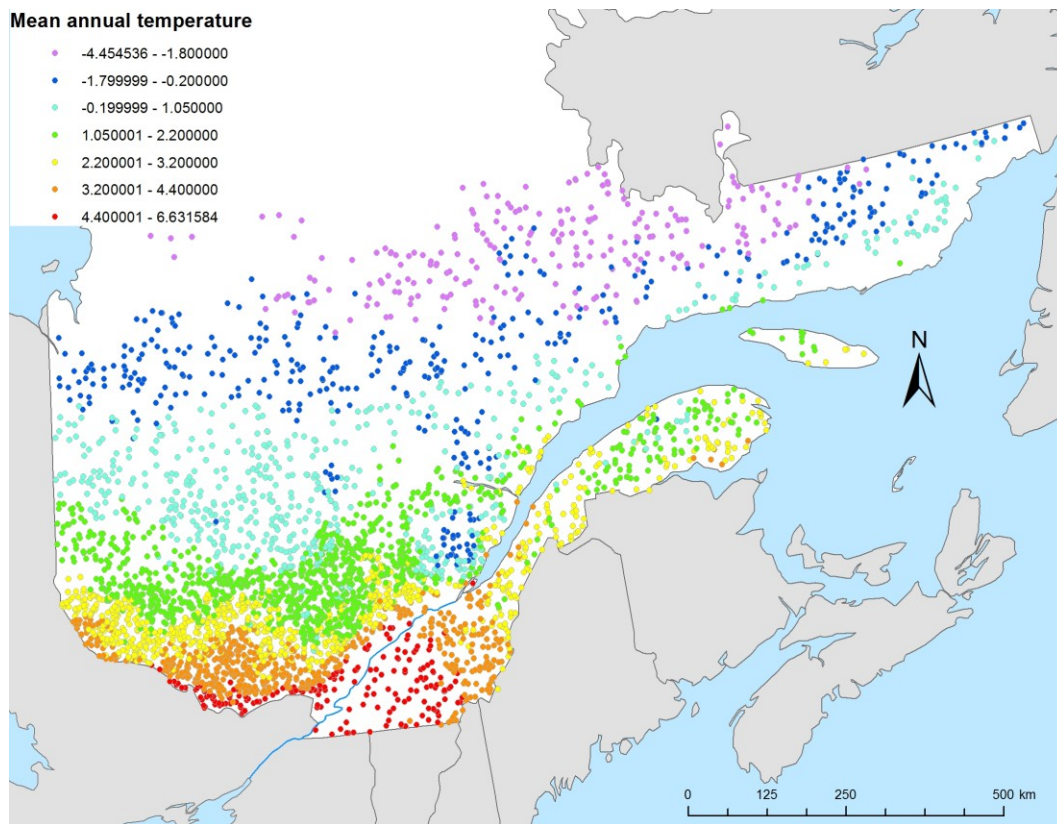 Mean annual temperature
-4.454536 - -1.800000
-1.799999 - -0.200000
-0.199999 - 1.050000
1.050001 - 2.200000
2.200001 - 3.200000
3.200001 - 4.400000
4.400001 - 6.631584
N
0 125 250 500 km